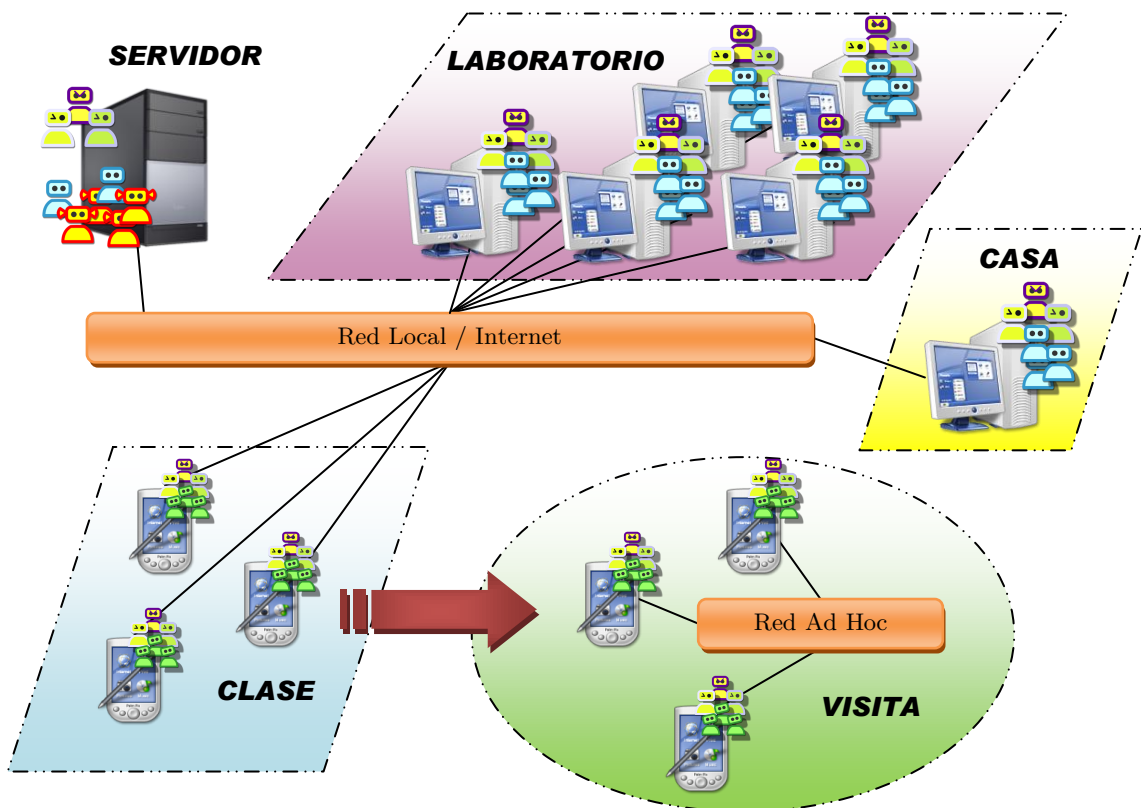 SERVIDOR
LABORATORIO
CASA
Red Local / Internet
CLASE
Red Ad Hoc
VISITA